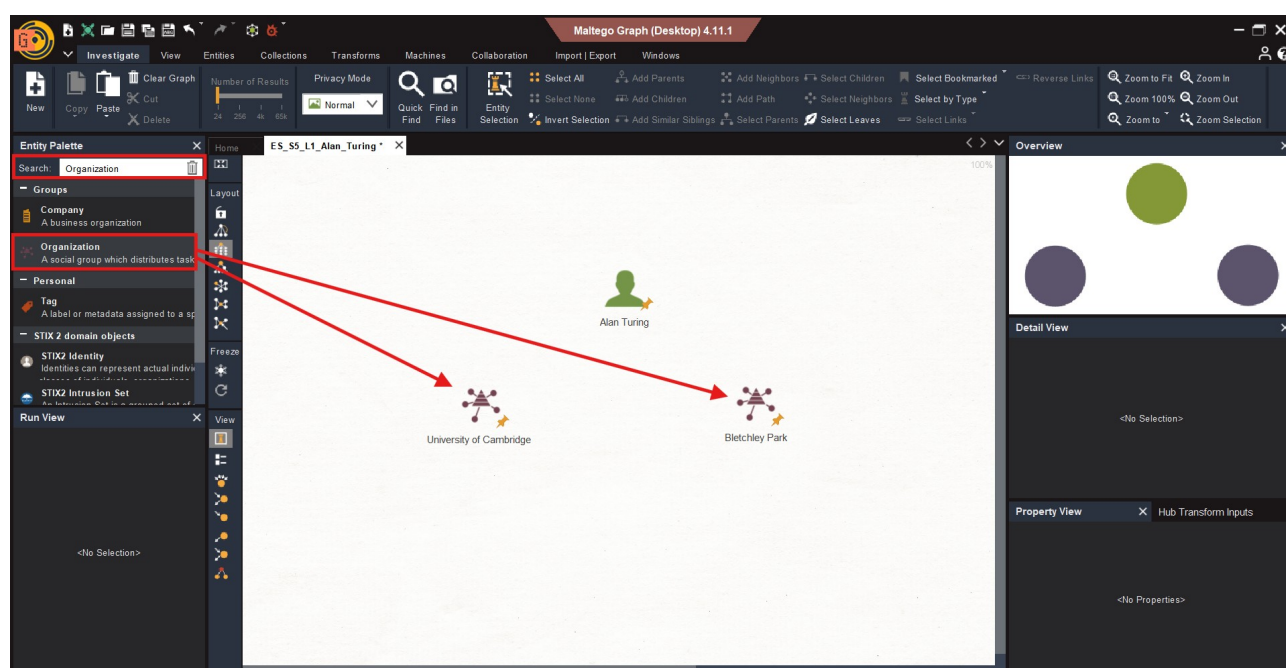 G
Maltego Graph (Desktop) 4.11.1
Investigate View Entities Collections Transforms Machines Collaboration Import | Export Windows
New
Copy
Paste
Clear Graph
Cut
Delete
Number of Results
24 256 4k 65k
Privacy Mode
Normal
Quick Find
Find in Files
Entity Selection
Select All
Select None
Invert Selection
Add Parents
Add Children
Add Similar Siblings
Add Neighbors
Add Path
Select Parents
Select Children
Select Neighbors
Select Leaves
Select Bookmarked
Select by Type
Select Links
Reverse Links
Zoom to Fit
Zoom 100%
Zoom to
Zoom In
Zoom Out
Zoom Selection
Entity Palette
Search: Organization
Groups
Company
A business organization
Organization
A social group which distributes task
Personal
Tag
A label or metadata assigned to a sp
STIX 2 domain objects
STIX2 Identity
Identities can represent actual indivi
STIX2 Intrusion Set
Run View
<No Selection>
Home
ES_S5_L1_Alan_Turing *
Layout
Freeze
View
100%
Alan Turing
University of Cambridge
Bletchley Park
Overview
Detail View
<No Selection>
Property View
Hub Transform Inputs
<No Properties>